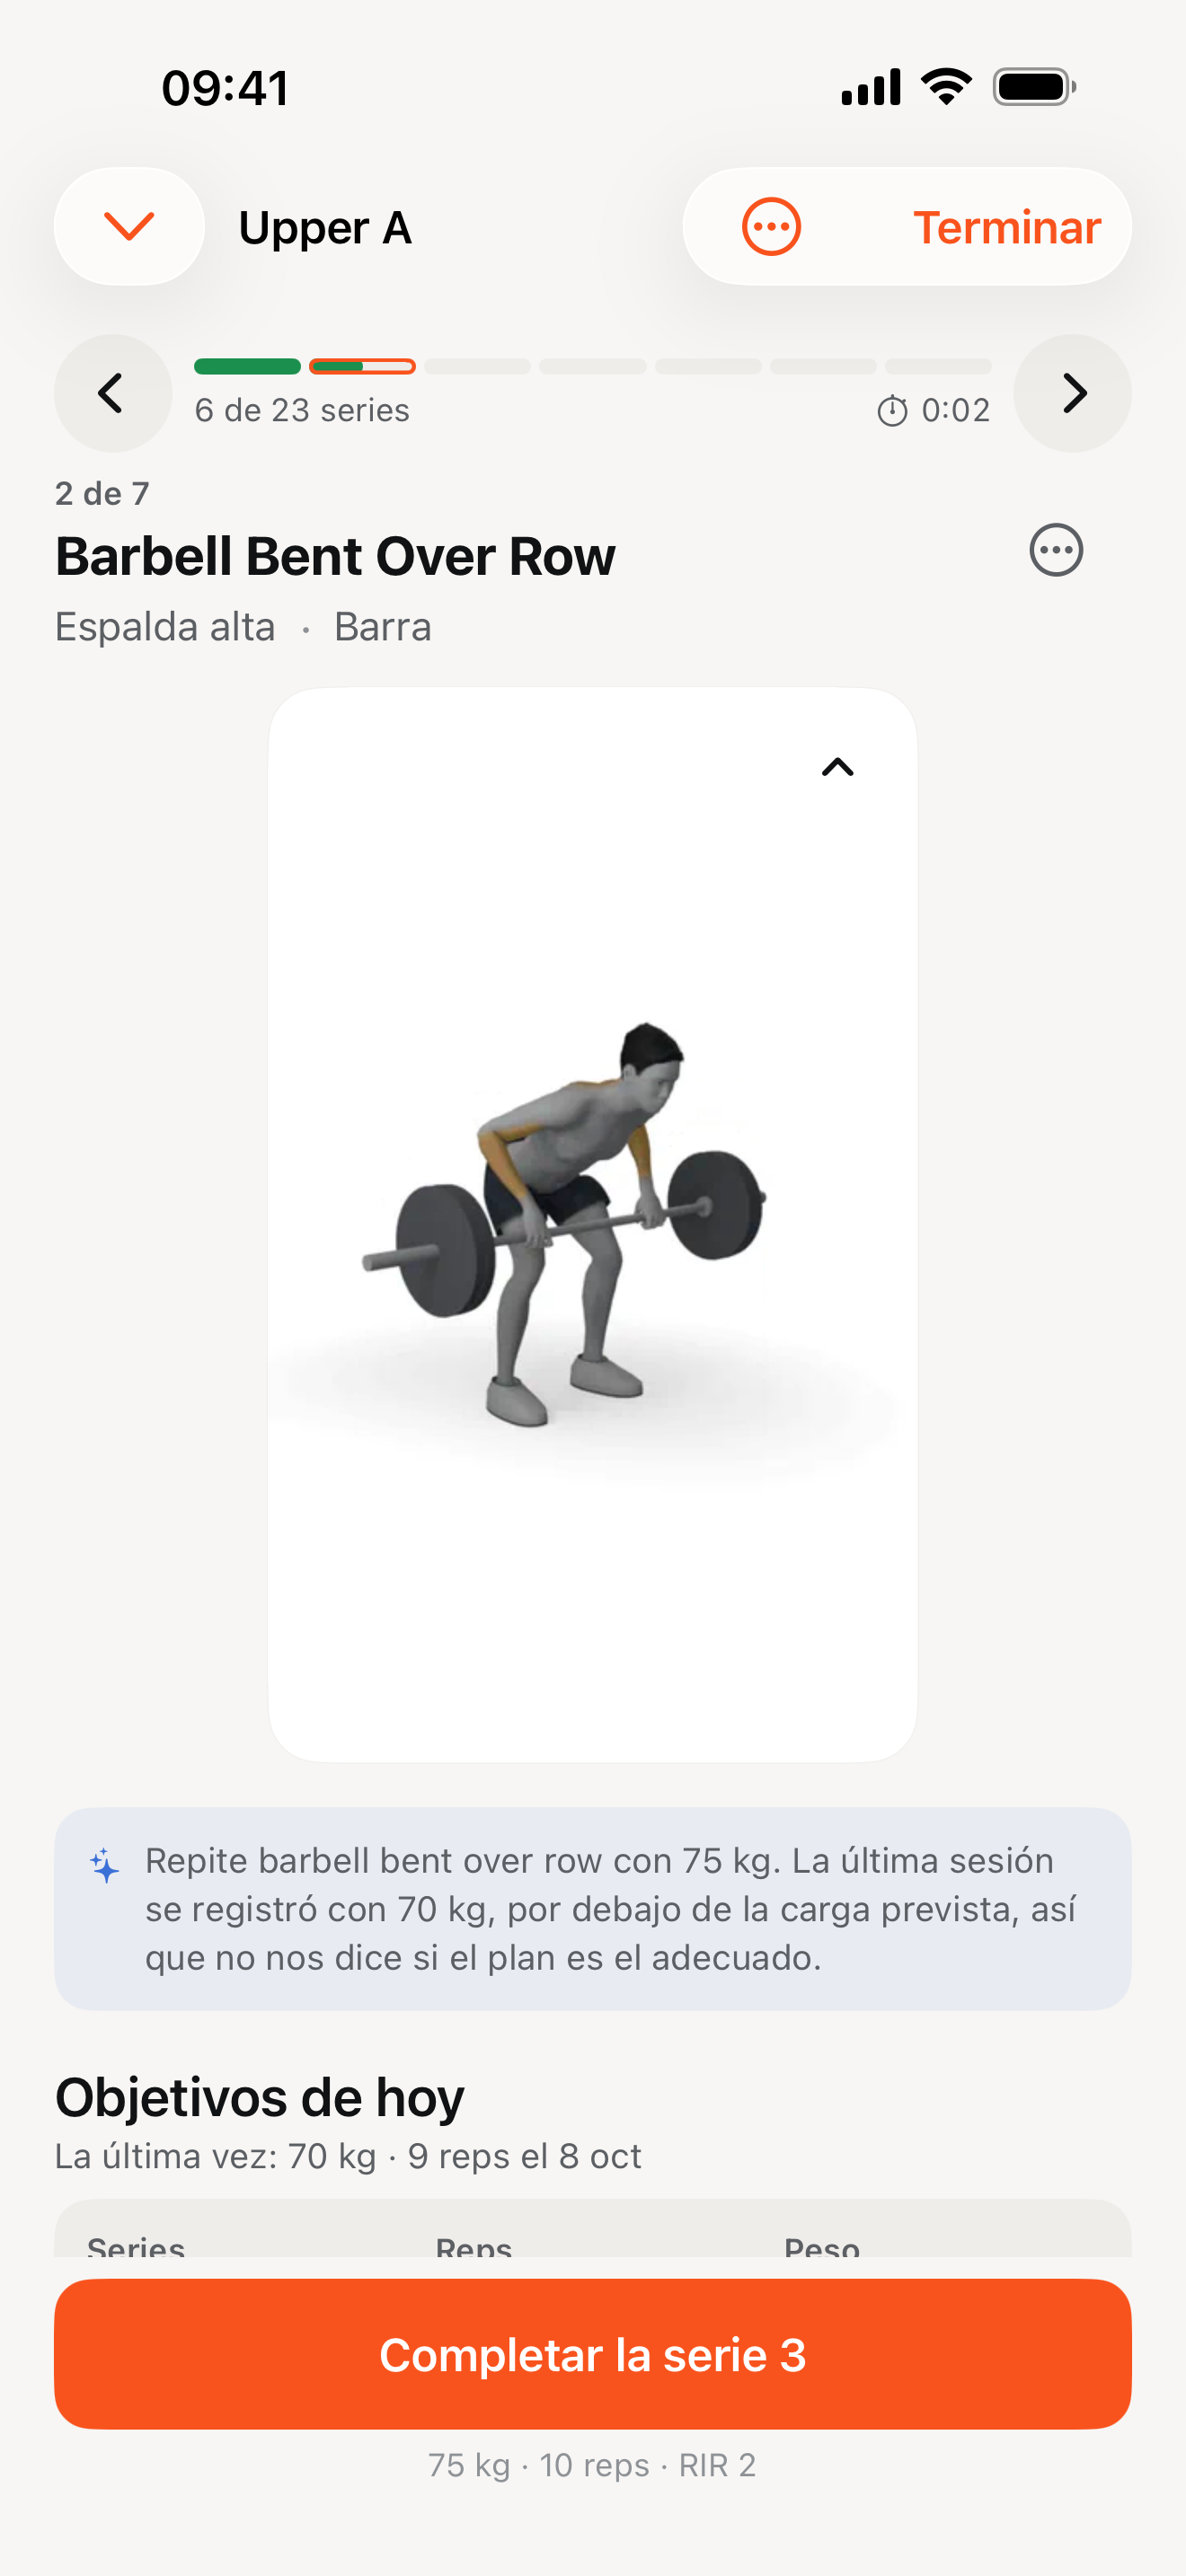 09:41
Upper A
Terminar
6 de 23 series
0:02
2 de 7
Barbell Bent Over Row
Espalda alta · Barra
Repite barbell bent over row con 75 kg. La última sesión
se registró con 70 kg, por debajo de la carga prevista, así
que no nos dice si el plan es el adecuado.
Objetivos de hoy
La última vez: 70 kg · 9 reps el 8 oct
Series Reps Peso
Completar la serie 3
75 kg · 10 reps · RIR 2